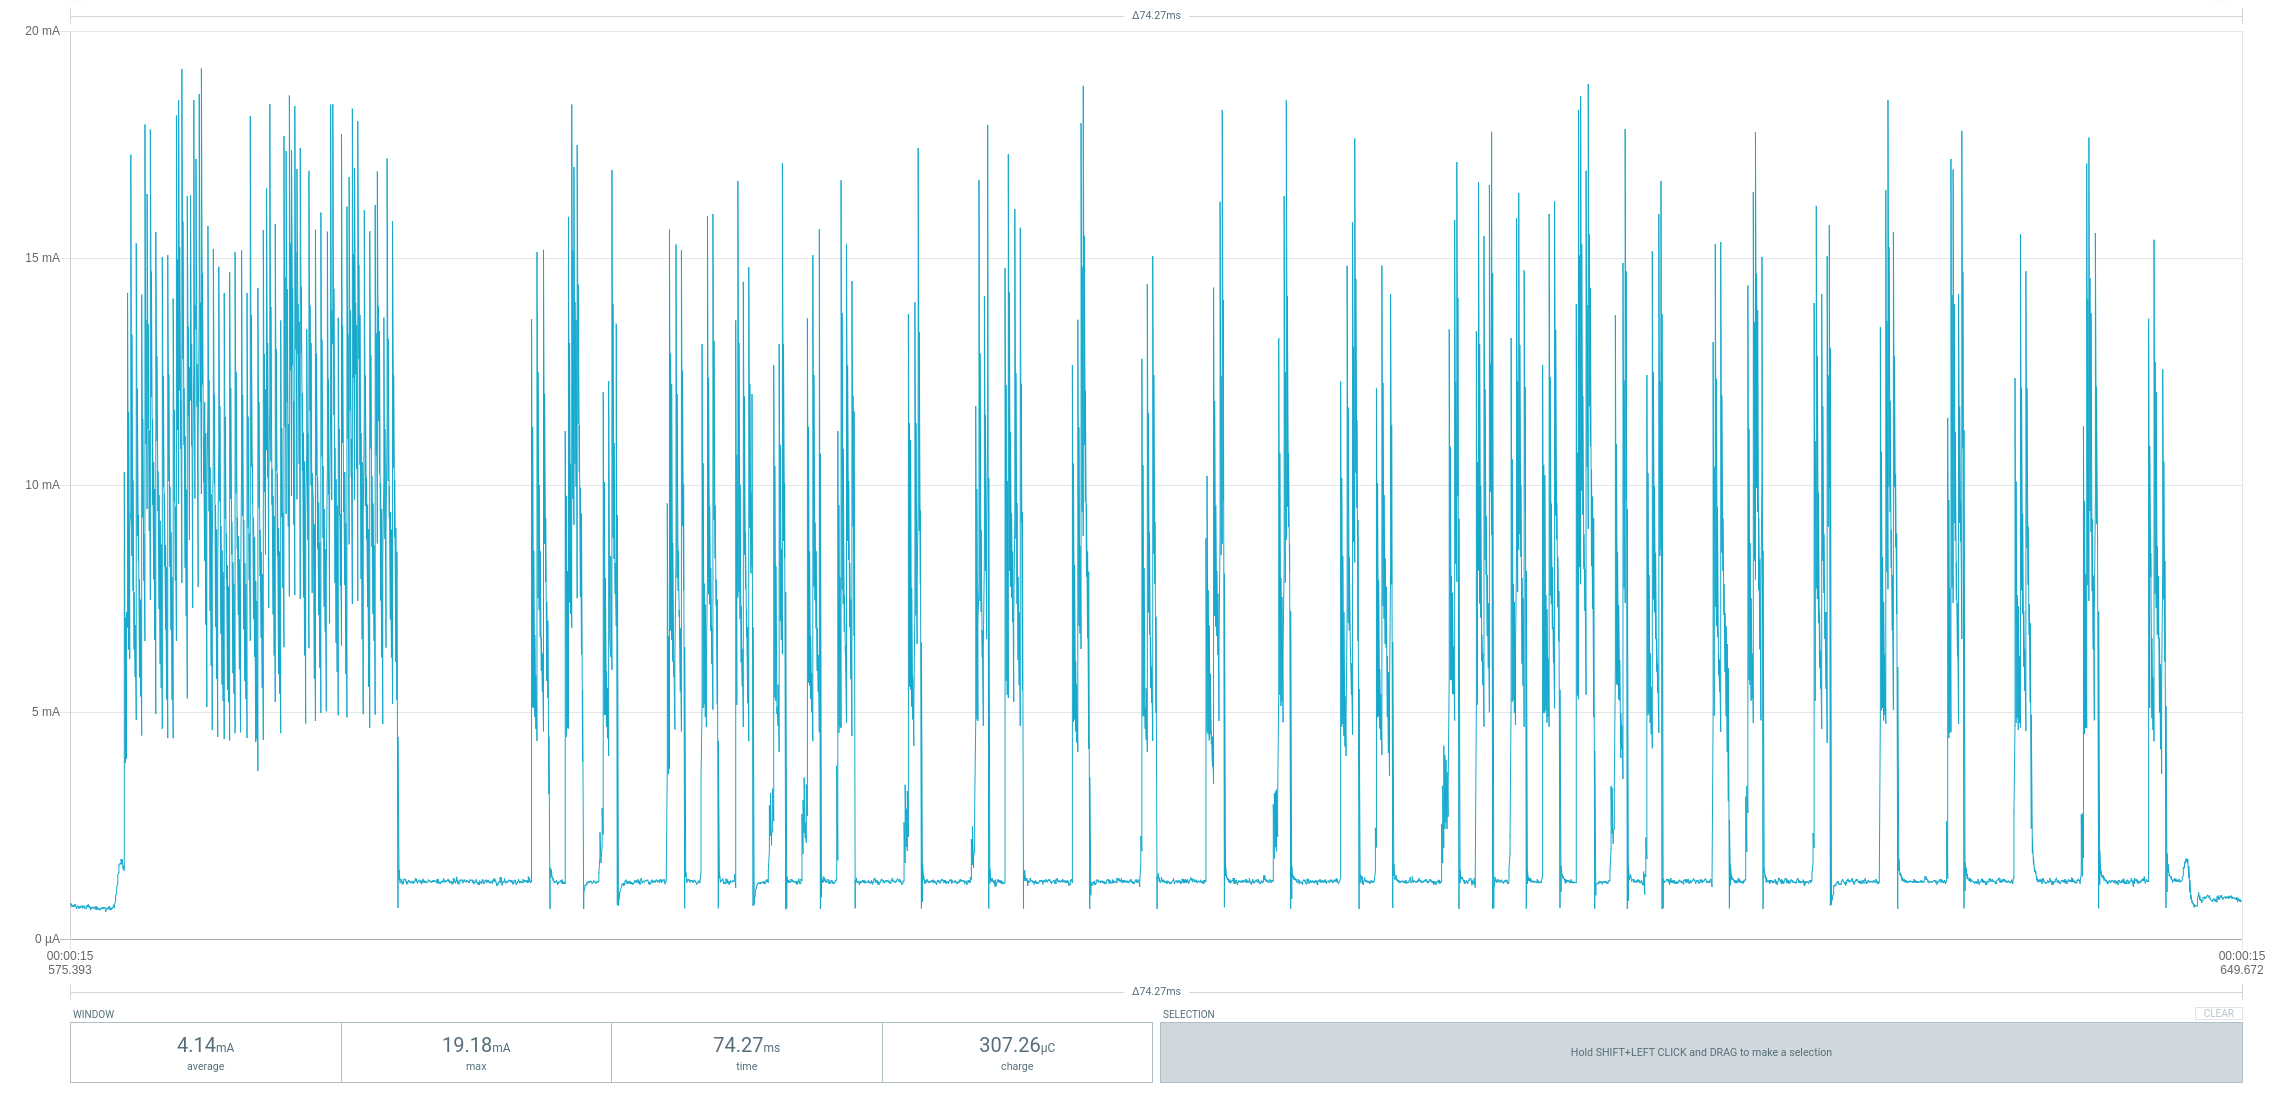 Δ74.27ms
20 mA
15 mA
10 mA
5 mA
0 µA
00:00:15
575.393
00:00:15
649.672
Δ74.27ms
WINDOW
4.14mA
average
19.18mA
max
74.27ms
time
307.26µC
charge
SELECTION
CLEAR
Hold SHIFT+LEFT CLICK and DRAG to make a selection